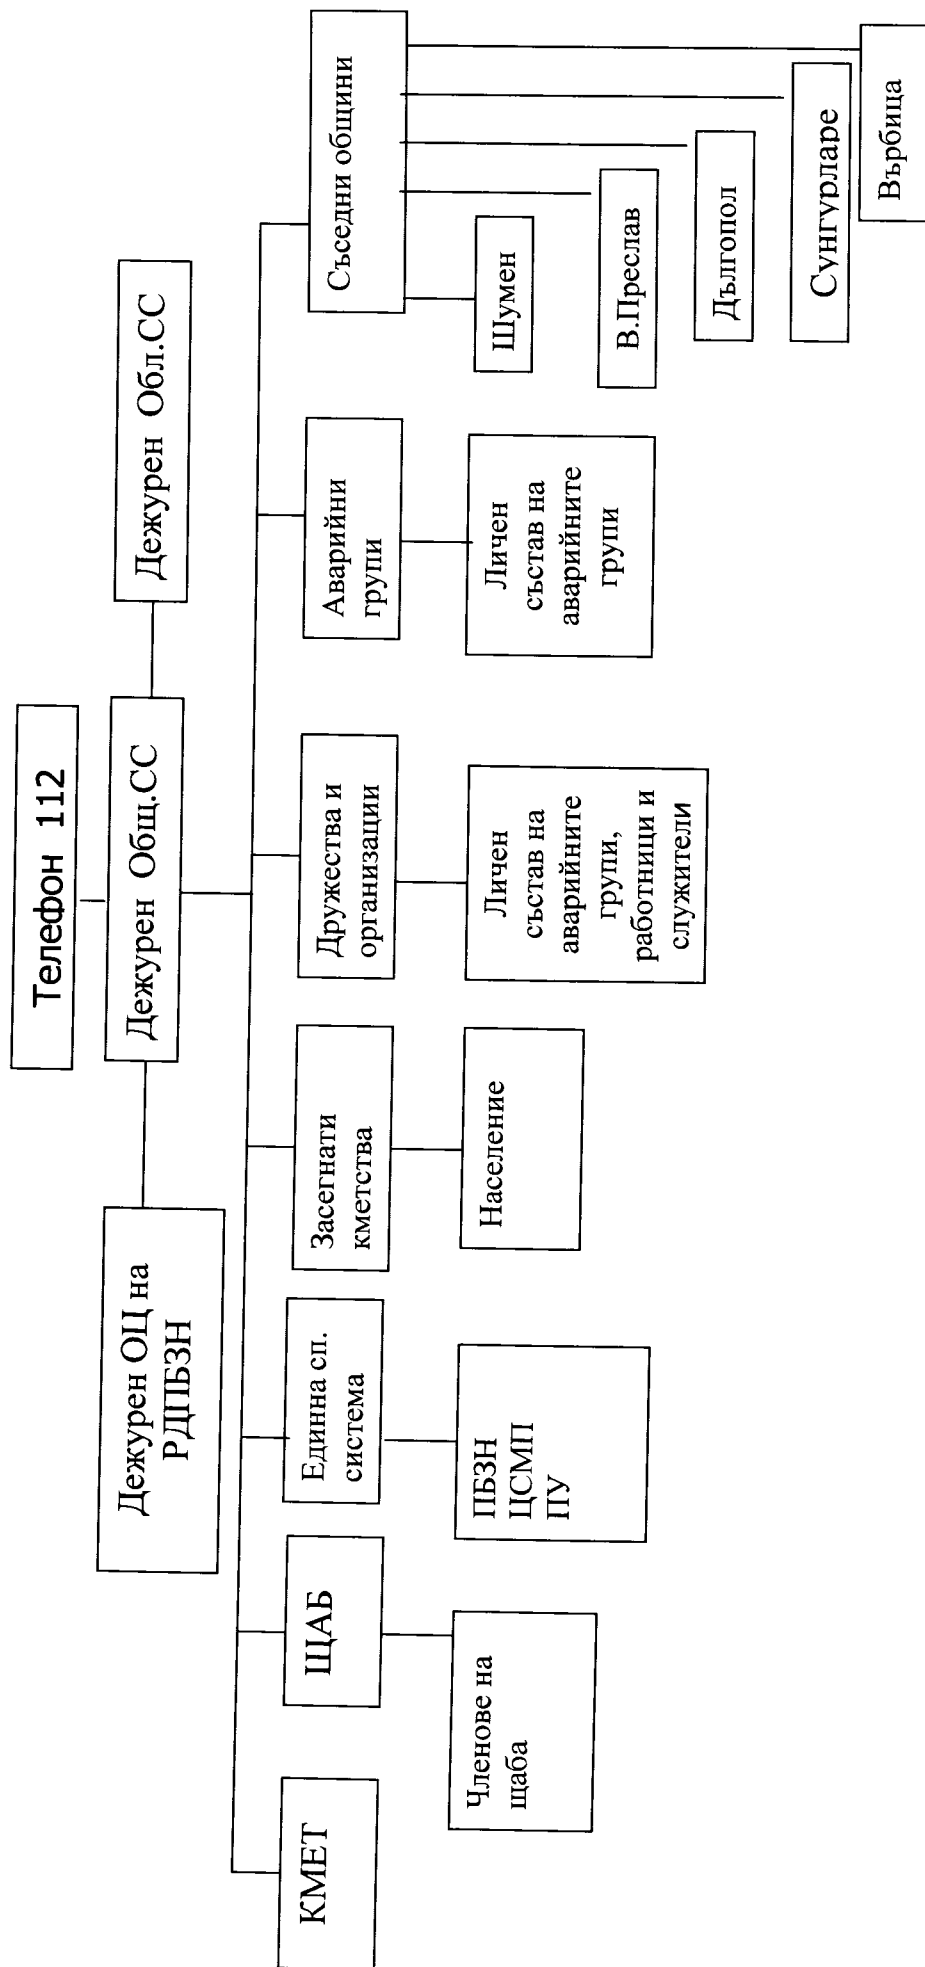 Телефон 112
Дежурен ОЦ на
РДПБЗН
Дежурен Общ.СС
Дежурен Обл.СС
КМЕТ
ЩАБ
Единна сп.
система
Засегнати
кметства
Дружества и
организации
Аварийни
групи
Съседни общини
Членове на
щаба
ПБЗН
ЦСМП
ПУ
Население
Личен
състав на
аварийните
групи,
работници и
служители
Личен
състав на
аварийните
групи
Шумен
В.Преслав
Дългопол
Сунгурларе
Върбица